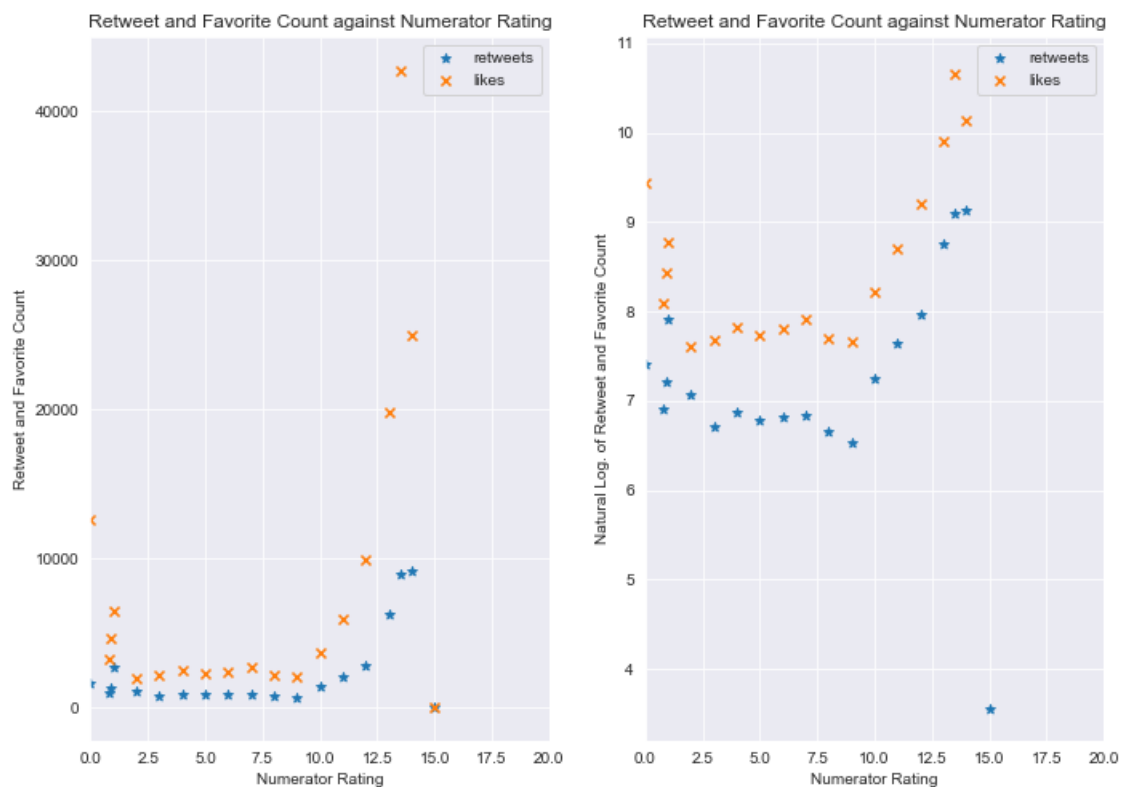 Retweet and Favorite Count against Numerator Rating
retweets
likes
40000
30000
20000
10000
0
Retweet and Favorite Count
0.0 2.5 5.0 7.5 10.0 12.5 15.0 17.5 20.0
Numerator Rating
Retweet and Favorite Count against Numerator Rating
retweets
likes
11
10
9
8
7
6
5
4
Natural Log. of Retweet and Favorite Count
0.0 2.5 5.0 7.5 10.0 12.5 15.0 17.5 20.0
Numerator Rating